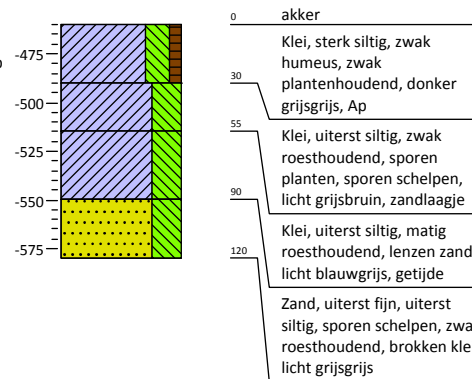 0 akker
-475
Klei, sterk siltig, zwak
humeus, zwak
plantenhoudend, donker
grijsgrijs, Ap
30
-500
55
Klei, uiterst siltig, zwak
roesthoudend, sporen
planten, sporen schelpen,
licht grijsbruin, zandlaagje
-525
-550
90
Klei, uiterst siltig, matig
roesthoudend, lenzen zand
licht blauwgrijs, getijde
-575
120
Zand, uiterst fijn, uiterst
siltig, sporen schelpen, zwa
roesthoudend, brokken kle
licht grijsgrijs